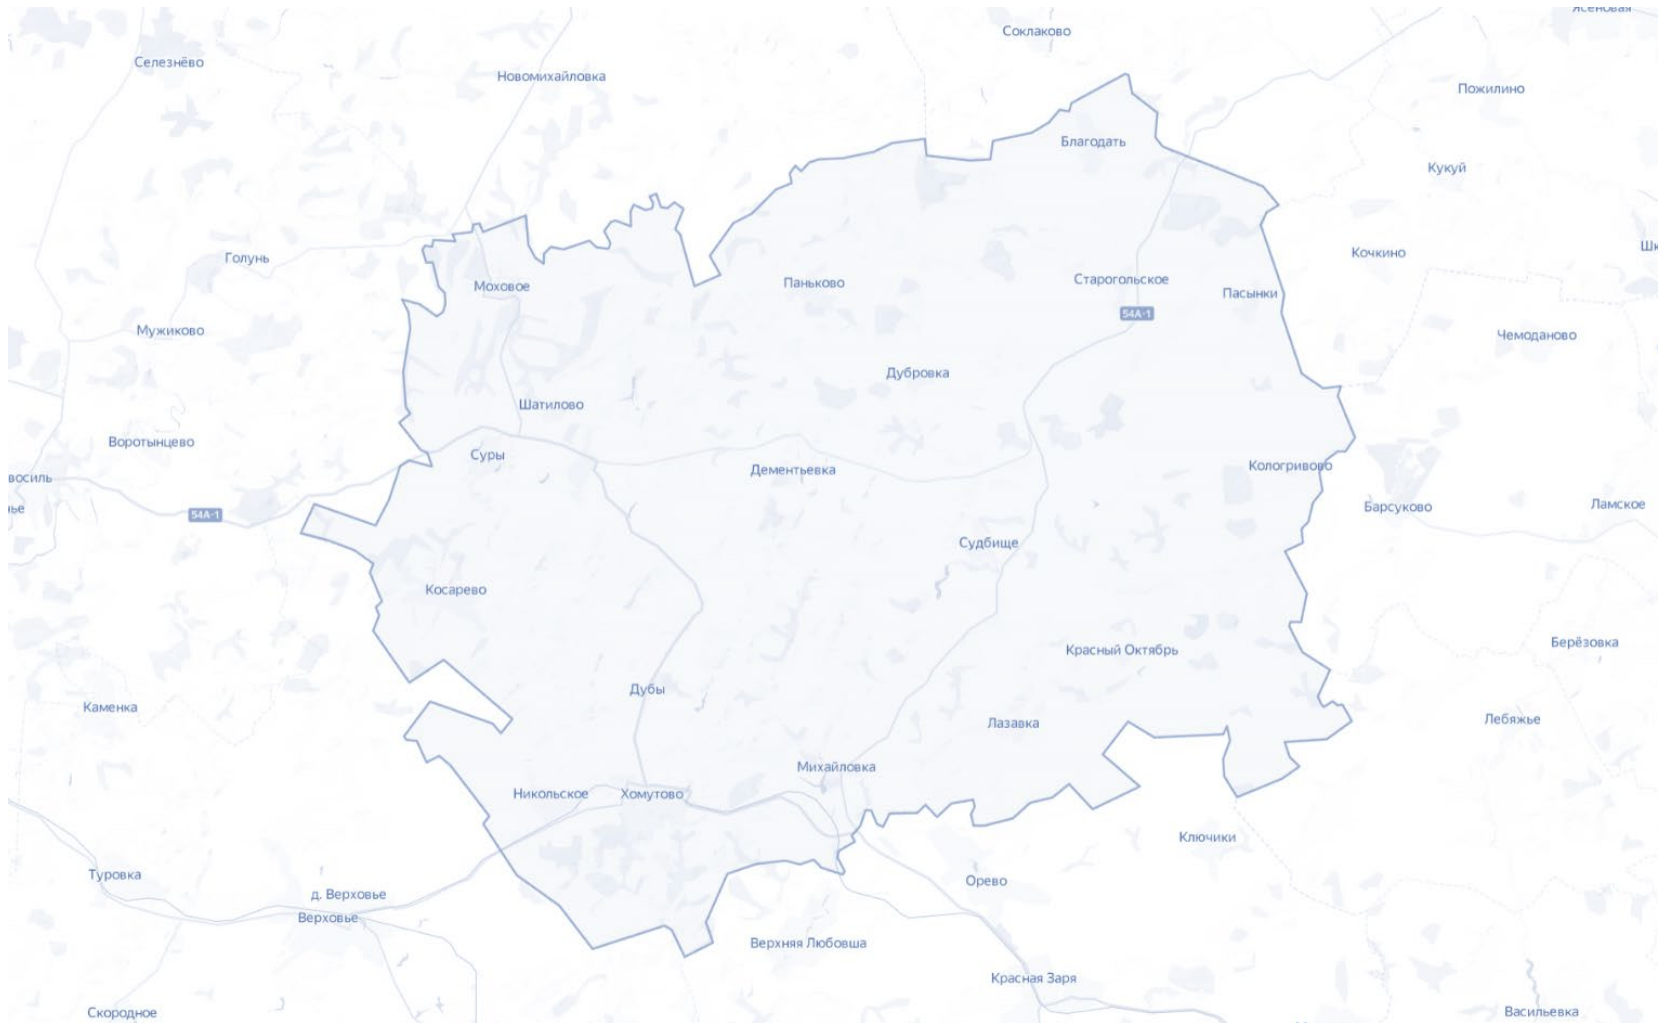 Соклаково
Селезнёво
Новомихайловка
Пожилино
Благодать
Кукуй
Кочкино
Голунь
Моховое
Паньково
Старогольское
Пасынки
54А-1
Мужиково
Чемоданово
Дубровка
Шатилово
Воротынцево
Суры
Дементьевка
Кологривово
восиль
Барсуково
Ламское
ье
54А-1
Судбище
Косарево
Берёзовка
Красный Октябрь
Дубы
Каменка
Лазавка
Лебяжье
Михайловка
Никольское
Хомутово
Ключики
Туровка
Орево
д. Верховье
Верховье
Верхняя Любовша
Красная Заря
Скородное
Васильевка